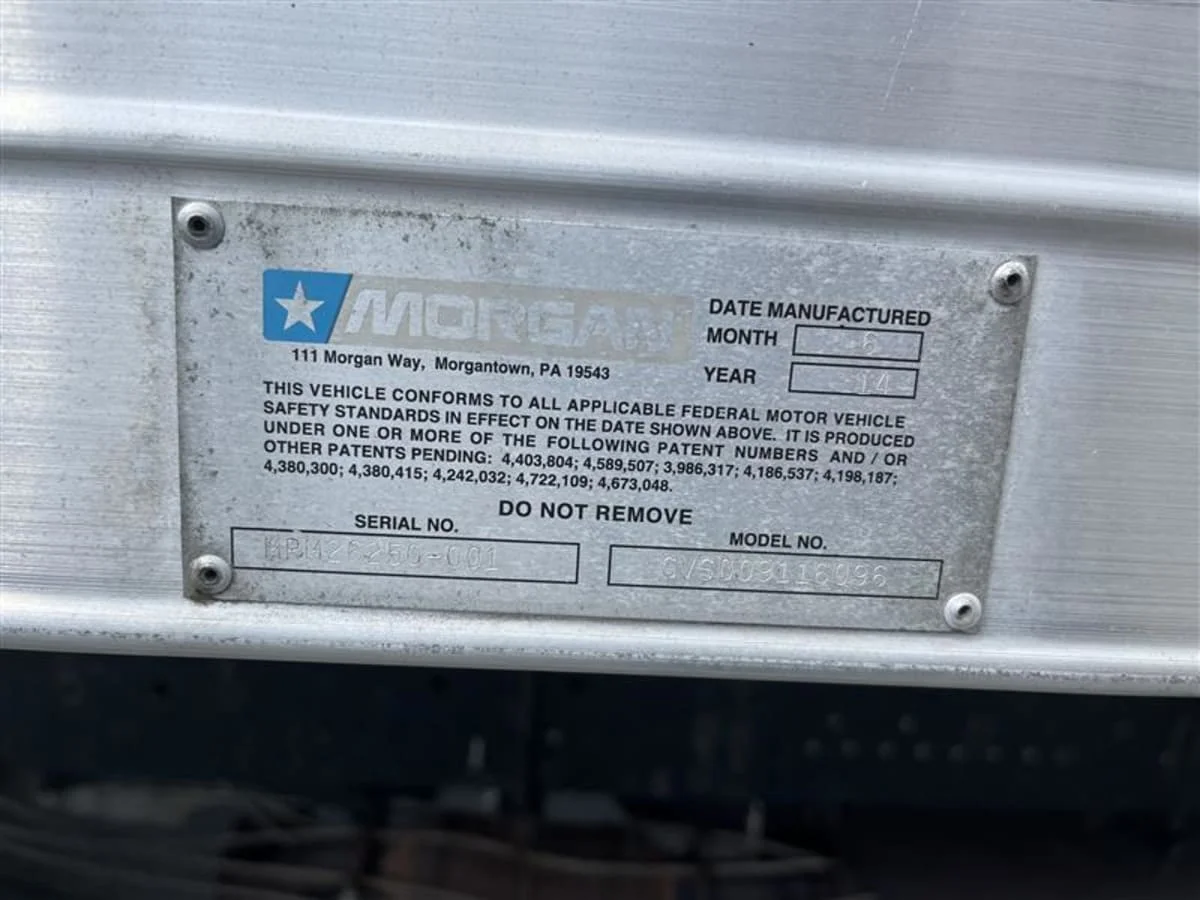 MORGAN
111 Morgan Way, Morgantown, PA 19543
DATE MANUFACTURED
MONTH 6
YEAR 14
THIS VEHICLE CONFORMS TO ALL APPLICABLE FEDERAL MOTOR VEHICLE
SAFETY STANDARDS IN EFFECT ON THE DATE SHOWN ABOVE. IT IS PRODUCED
UNDER ONE OR MORE OF THE FOLLOWING PATENT NUMBERS AND / OR
OTHER PATENTS PENDING: 4,403,804; 4,589,507; 3,986,317; 4,186,537; 4,198,187;
4,380,300; 4,380,415; 4,242,032; 4,722,109; 4,673,048.
DO NOT REMOVE
SERIAL NO.
MODEL NO.